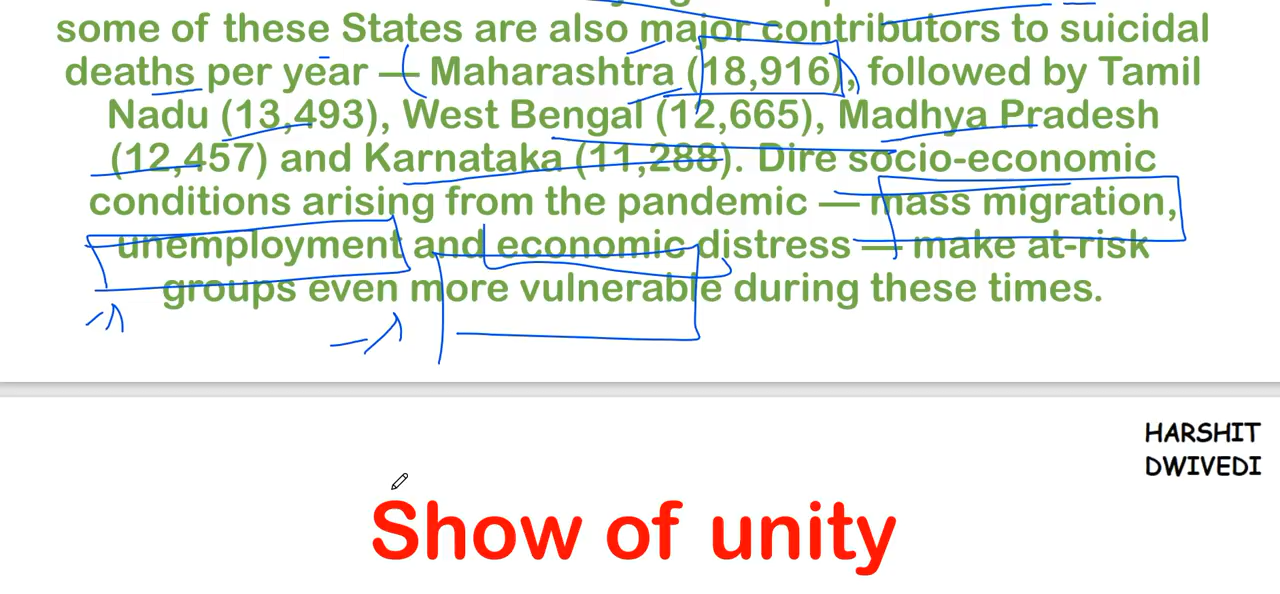 some of these States are also major contributors to suicidal
deaths per year — Maharashtra (18,916), followed by Tamil
Nadu (13,493), West Bengal (12,665), Madhya Pradesh
(12,457) and Karnataka (11,288). Dire socio-economic
conditions arising from the pandemic — mass migration,
unemployment and economic distress — make at-risk
groups even more vulnerable during these times.
HARSHIT
DWIVEDI
Show of unity